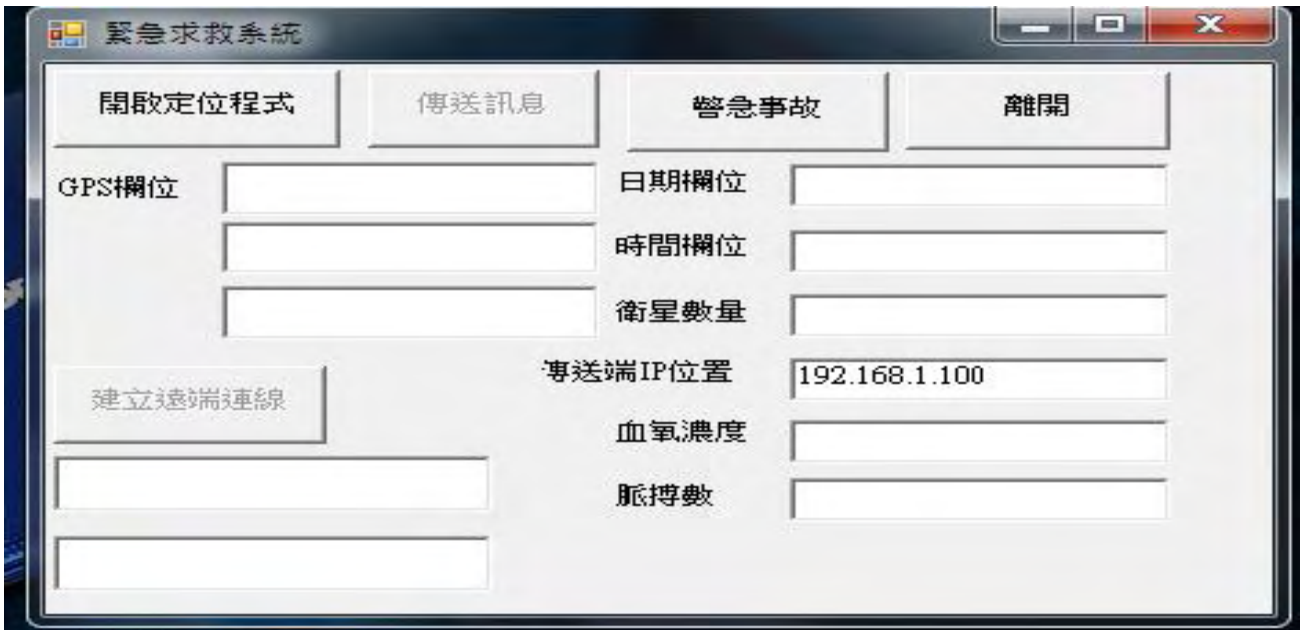 緊急求救系統
開啟定位程式 傳送訊息 警急事故 離開
GPS欄位 日期欄位
時間欄位
衛星數量
傳送端IP位置 192.168.1.100
建立遠端連線
血氧濃度
脈搏數